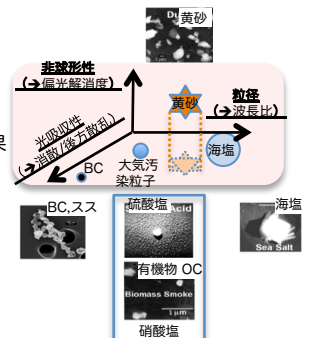 黄砂
Du
非球形性
(➔偏光解消度)
黄砂
粒径
(➔波長比)
果
光吸収性
(➔消散/後方散乱)
海塩
BC
大気汚
染粒子
BC,スス
硫酸塩
Acid
海塩
Sea Salt
有機物 OC
Biomass Smoke
1μm
硝酸塩